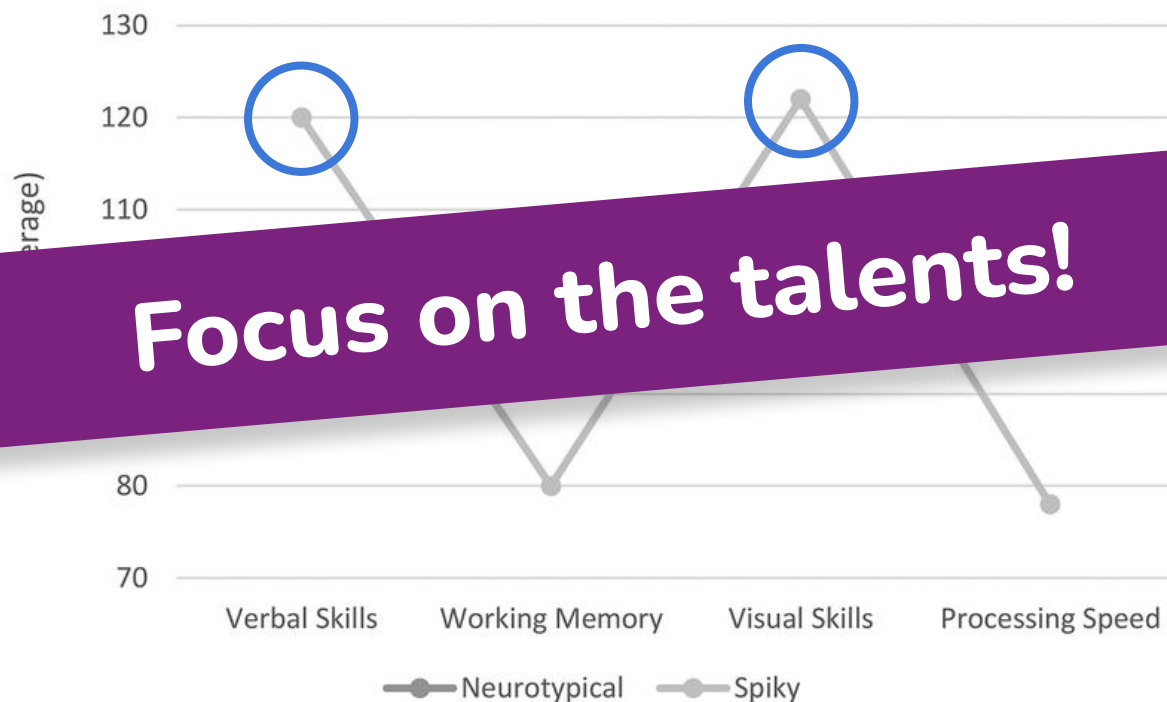 130
120
110
erage)
Focus on the talents!
80
70
Verbal Skills Working Memory Visual Skills Processing Speed
Neurotypical Spiky